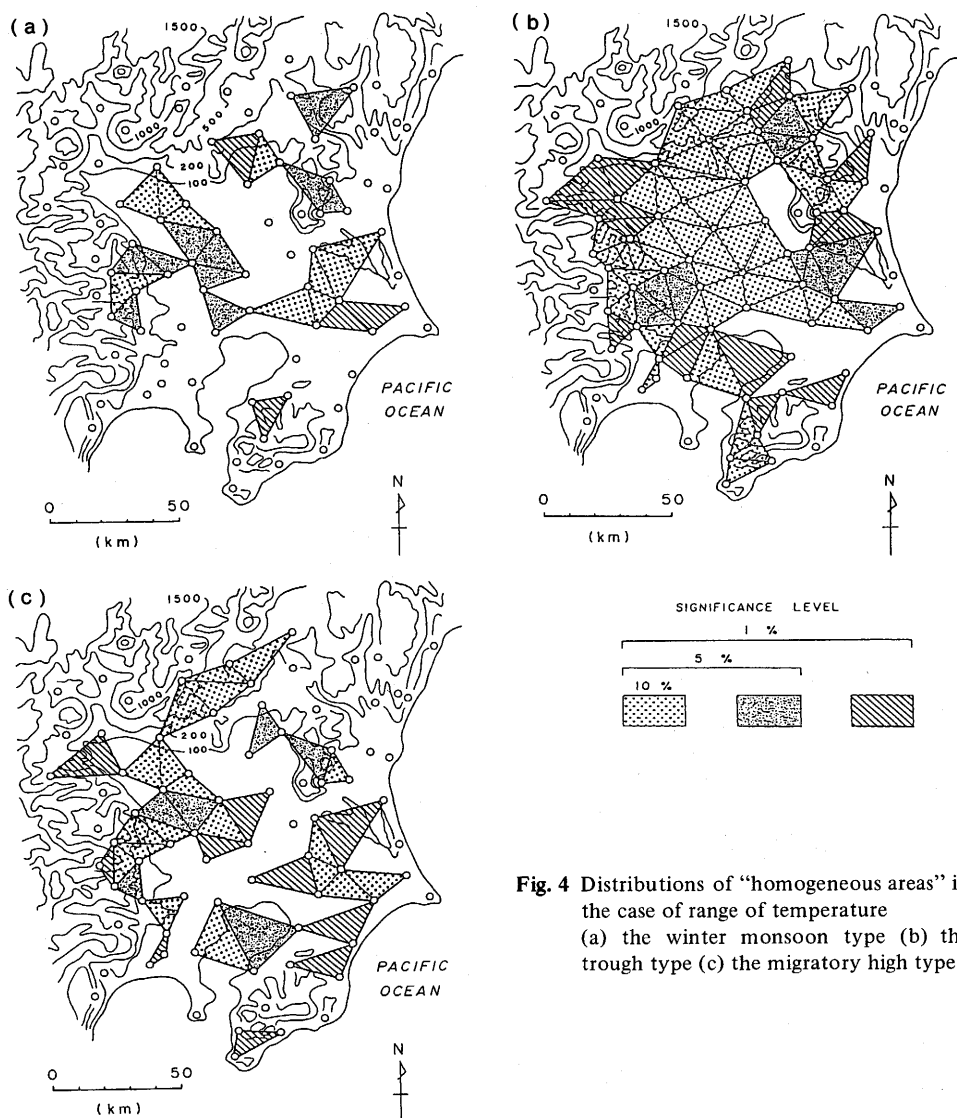 (a)
1500
1000
500
200
100
PACIFIC
OCEAN
0 50
(km)
N
(b)
1500
1000
PACIFIC
OCEAN
0 50
(km)
N
(c)
1500
1000
200
100
PACIFIC
OCEAN
0 50
(km)
N
SIGNIFICANCE LEVEL
1 %
5 %
10 %
Fig. 4 Distributions of “homogeneous areas” i
the case of range of temperature
(a) the winter monsoon type (b) th
trough type (c) the migratory high type